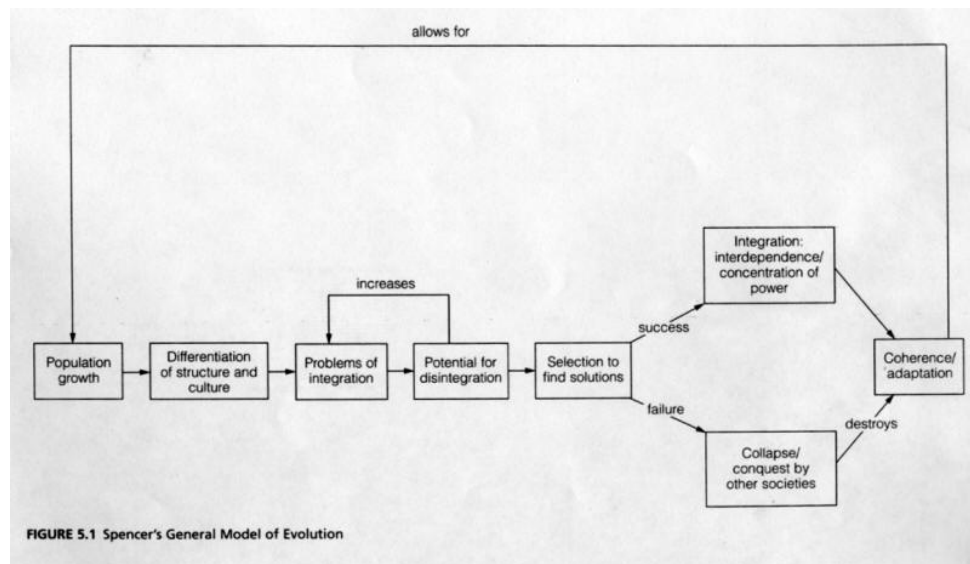 allows for
Integration:
interdependence/
concentration of
power
increases
success
Population
growth
Differentiation
of structure and
culture
Problems of
integration
Potential for
disintegration
Selection to
find solutions
Coherence/
adaptation
failure
destroys
Collapse/
conquest by
other societies
FIGURE 5.1 Spencer's General Model of Evolution